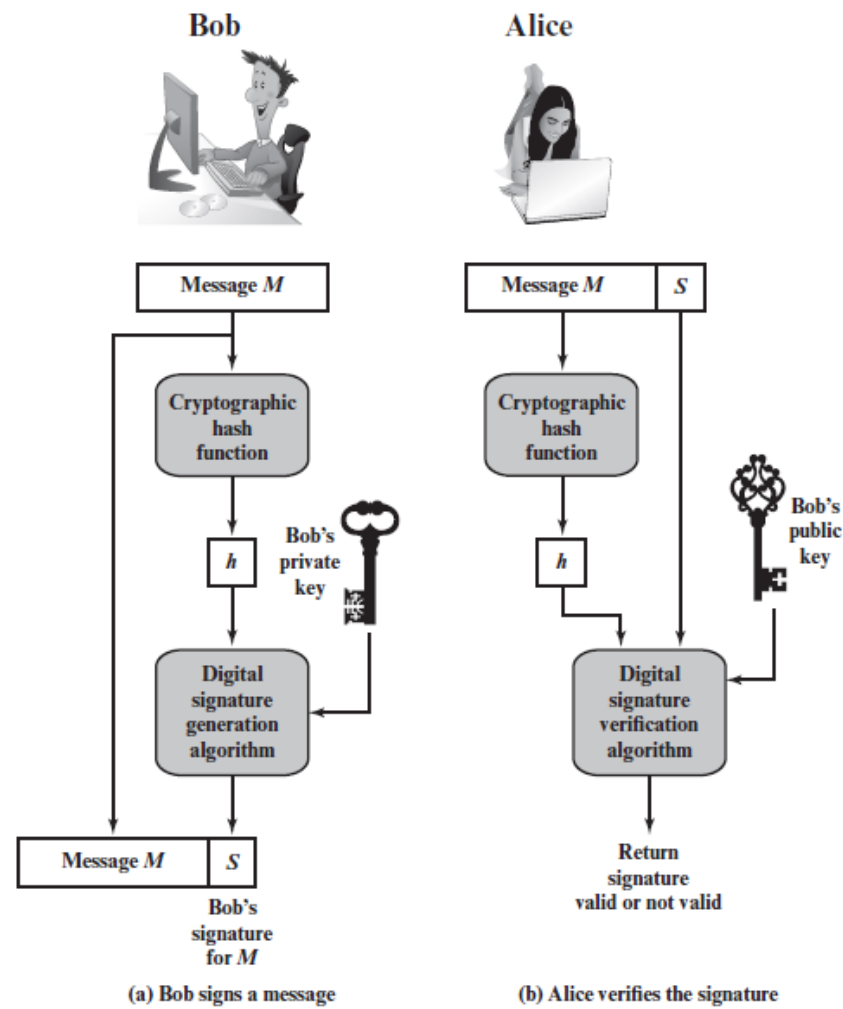 Bob
Message M
Cryptographic
hash
function
h
Bob's
private
key
Digital
signature
generation
algorithm
Message M S
Bob's
signature
for M
(a) Bob signs a message
Alice
Message M S
Cryptographic
hash
function
h
Bob's
public
key
Digital
signature
verification
algorithm
Return
signature
valid or not valid
(b) Alice verifies the signature